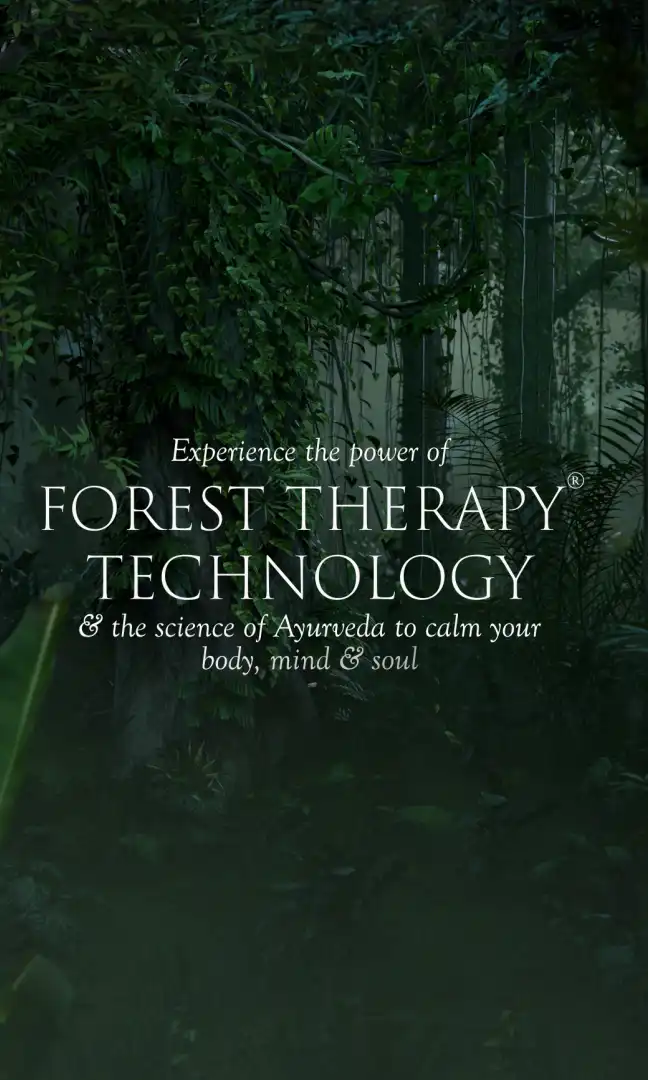 Experience the power of
FOREST THERAPY®
TECHNOLOGY
& the science of Ayurveda to calm your
body, mind & soul